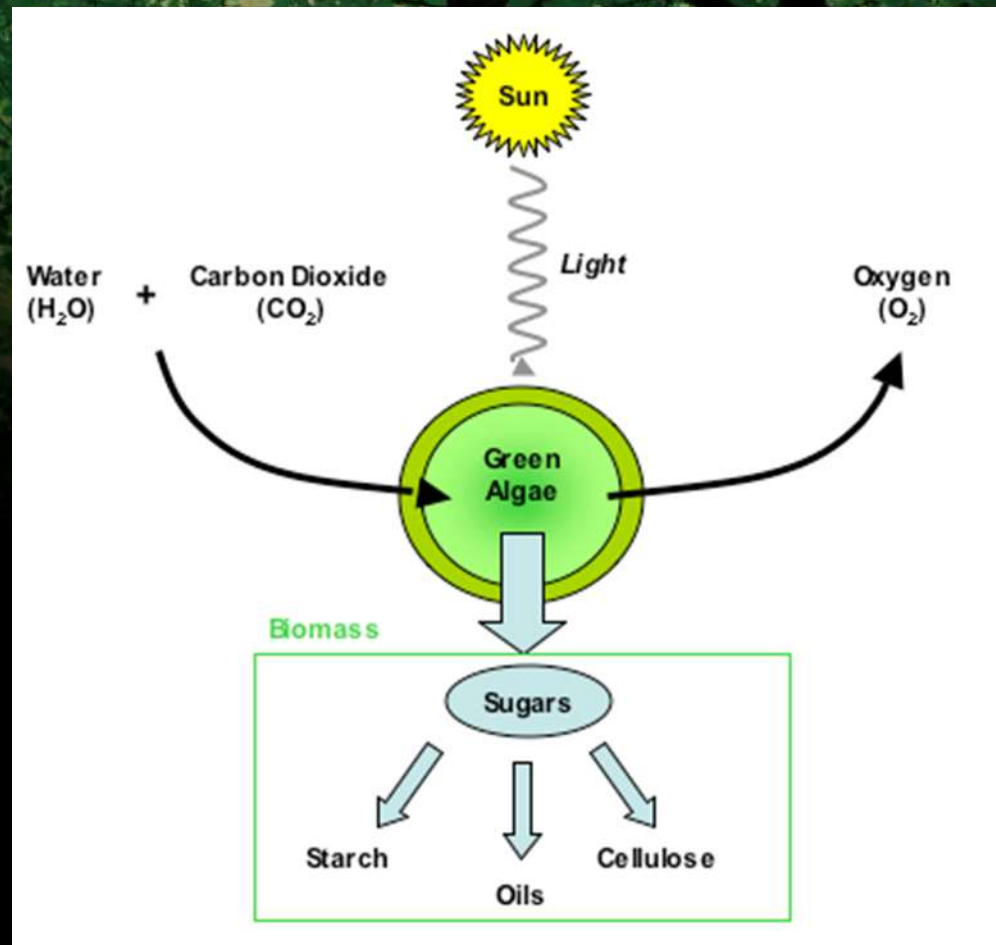 Sun
Light
Water
(H₂O)
+
Carbon Dioxide
(CO₂)
Oxygen
(O₂)
Green
Algae
Biomass
Sugars
Starch
Oils
Cellulose